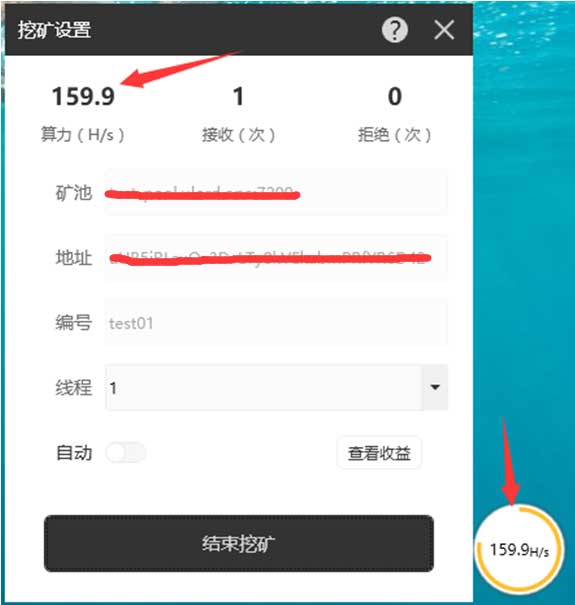 挖矿设置
?
159.9
1
0
算力（H/s）
接收（次）
拒绝（次）
矿池
地址
编号
test01
线程
1
自动
查看收益
结束挖矿
159.9H/s